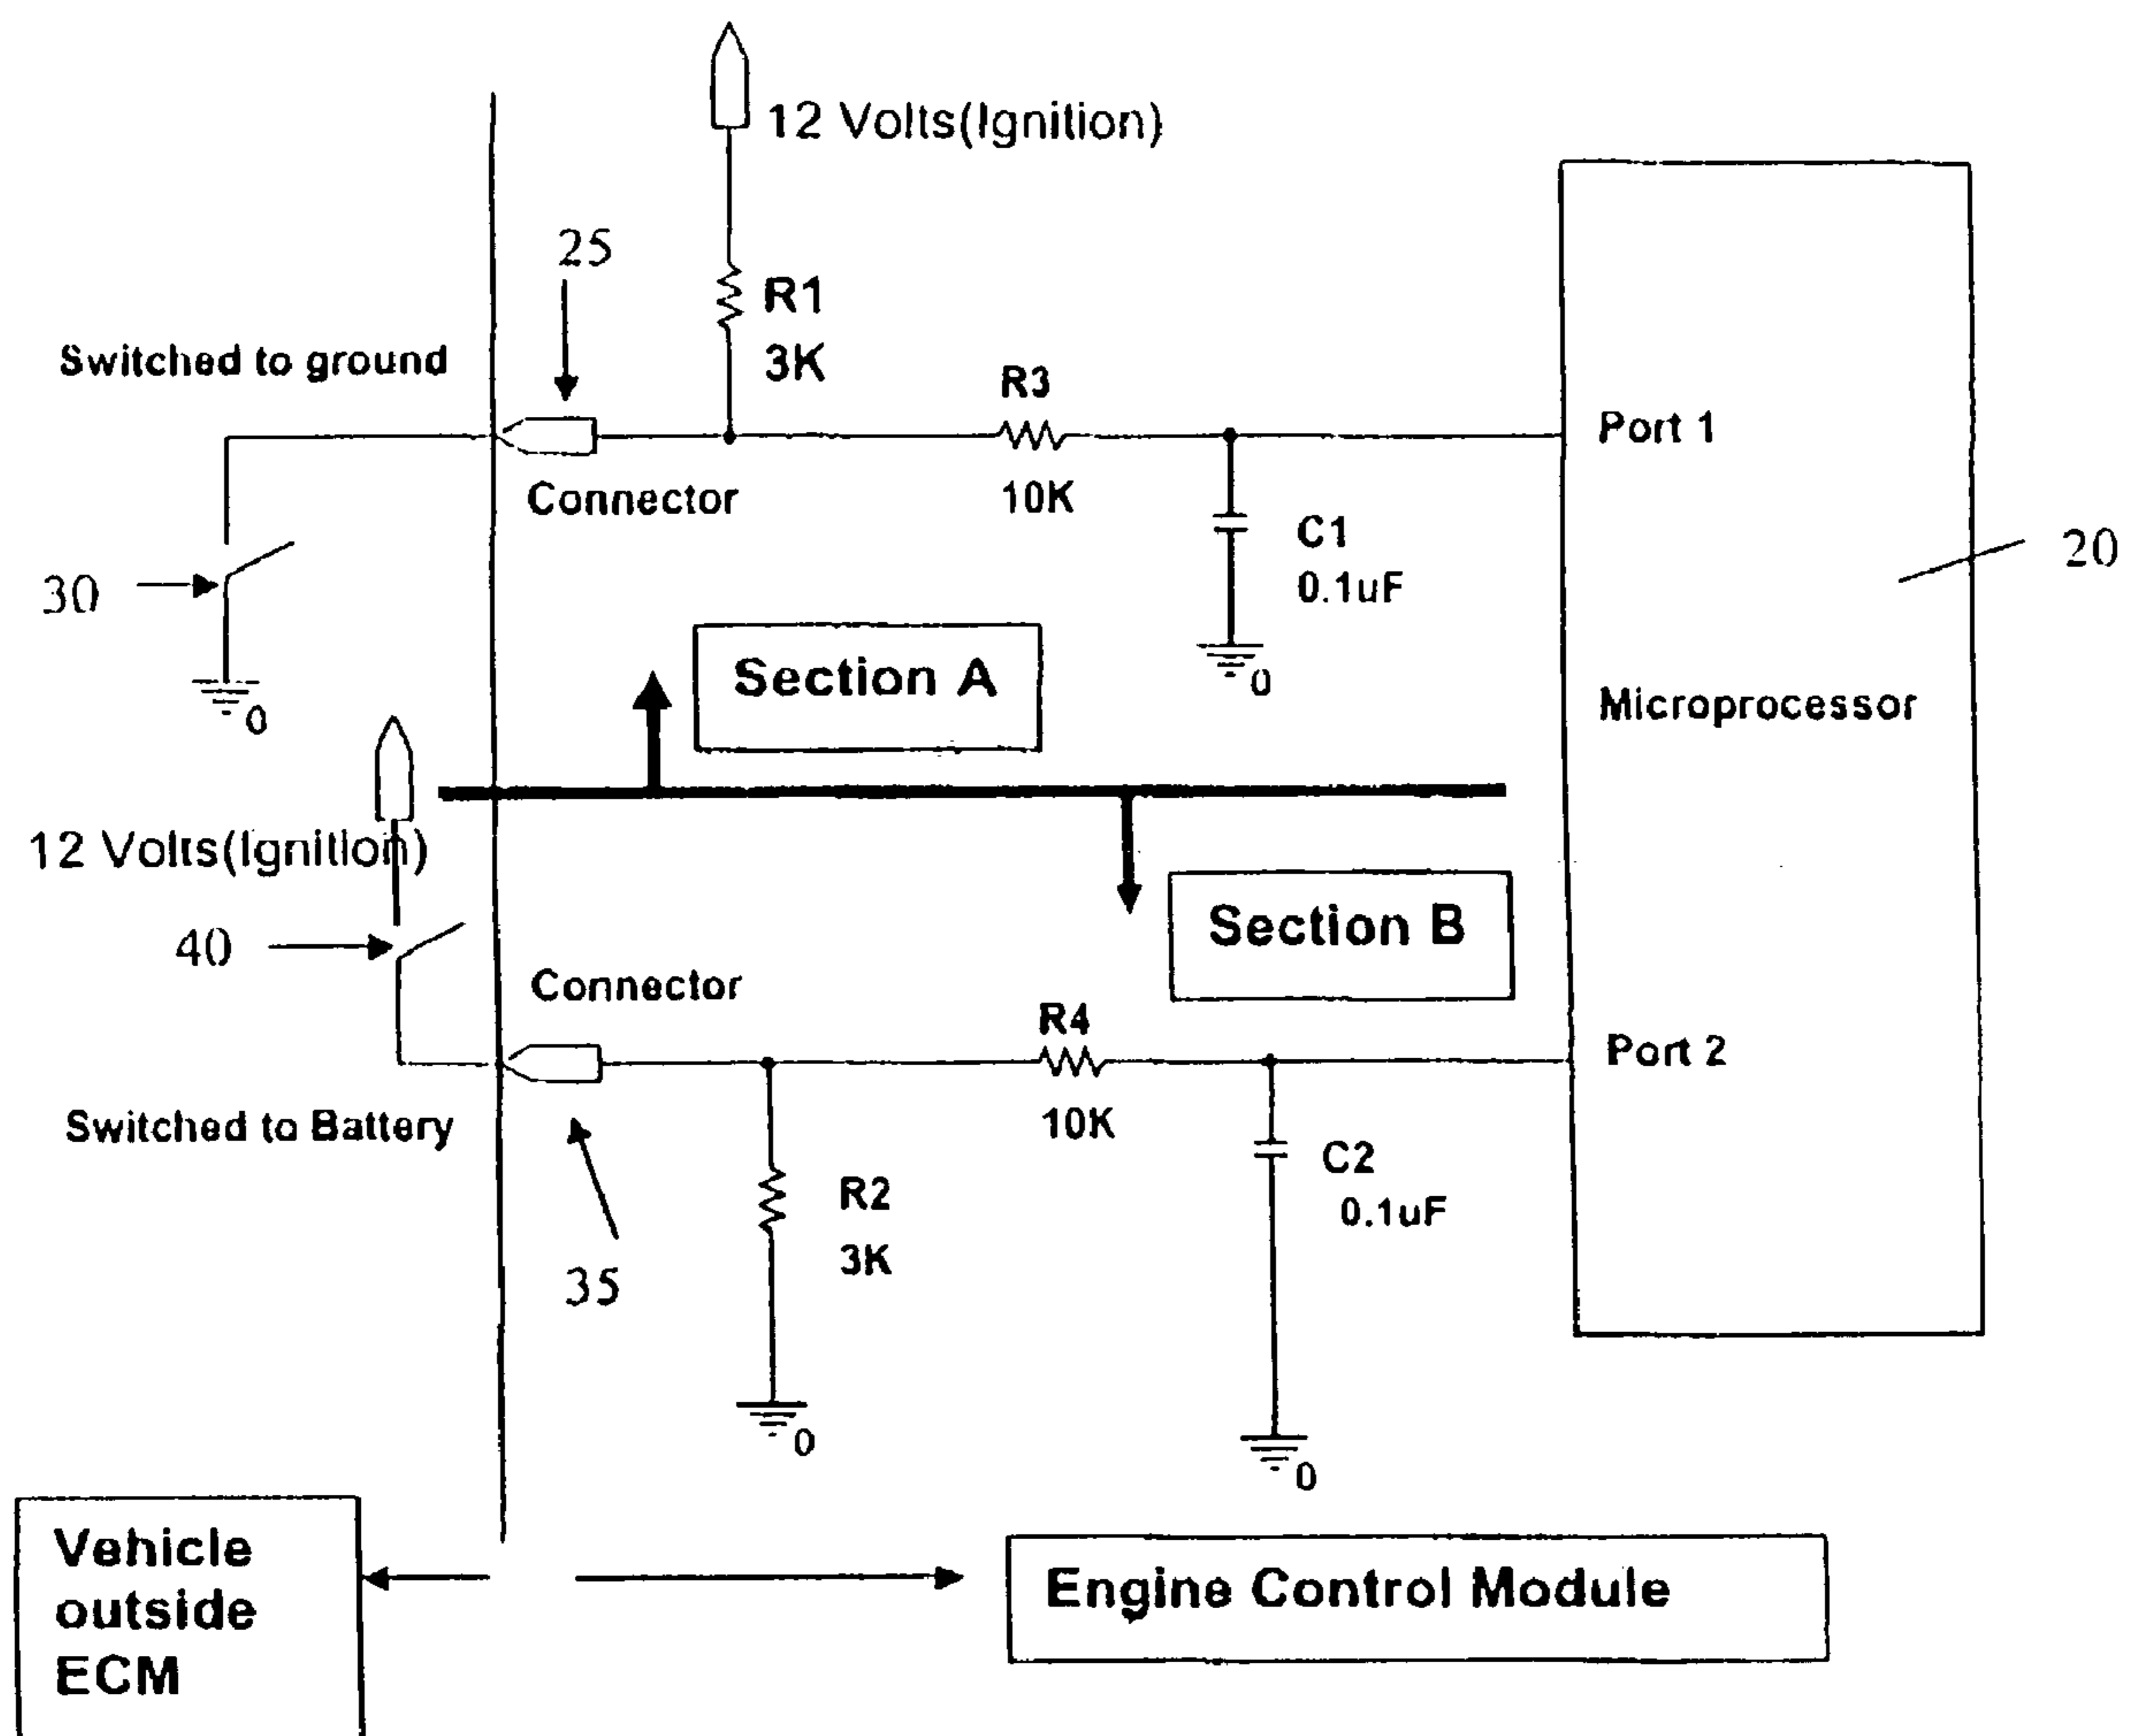 12 Volts(Ignition)
25
R1
3K
Switched to ground
R3
10K
Port 1
Connector
C1
0.1uF
20
30
0
0
Section A
Microprocessor
12 Volts(Ignition)
Section B
40
Connector
R4
10K
Port 2
Switched to Battery
C2
0.1uF
R2
3K
35
0
0
Vehicle
outside
ECM
Engine Control Module